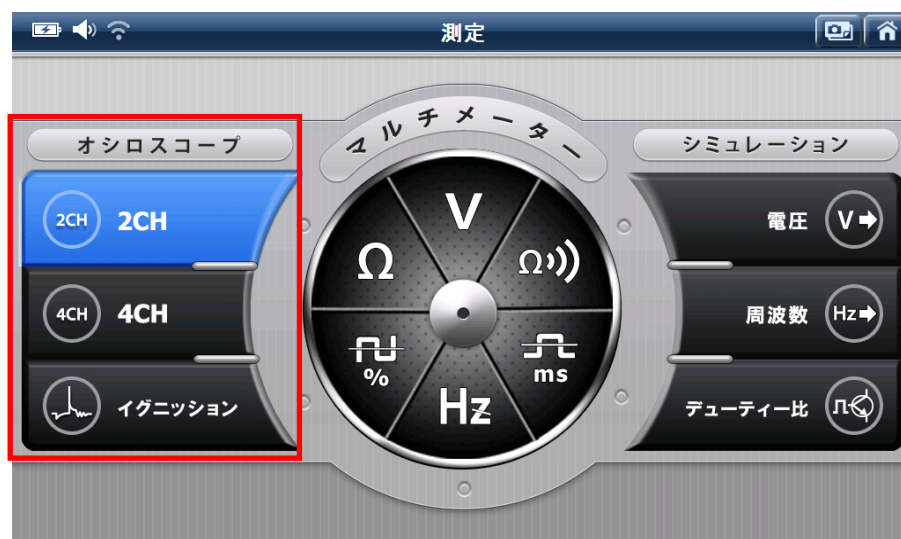 測定
オシロスコープ
2CH 2CH
4CH 4CH
イグニッション
マルチメーター
V
Ω
Ω
%
ms
Hz
シミュレーション
電圧 V
周波数 Hz
デューティー比